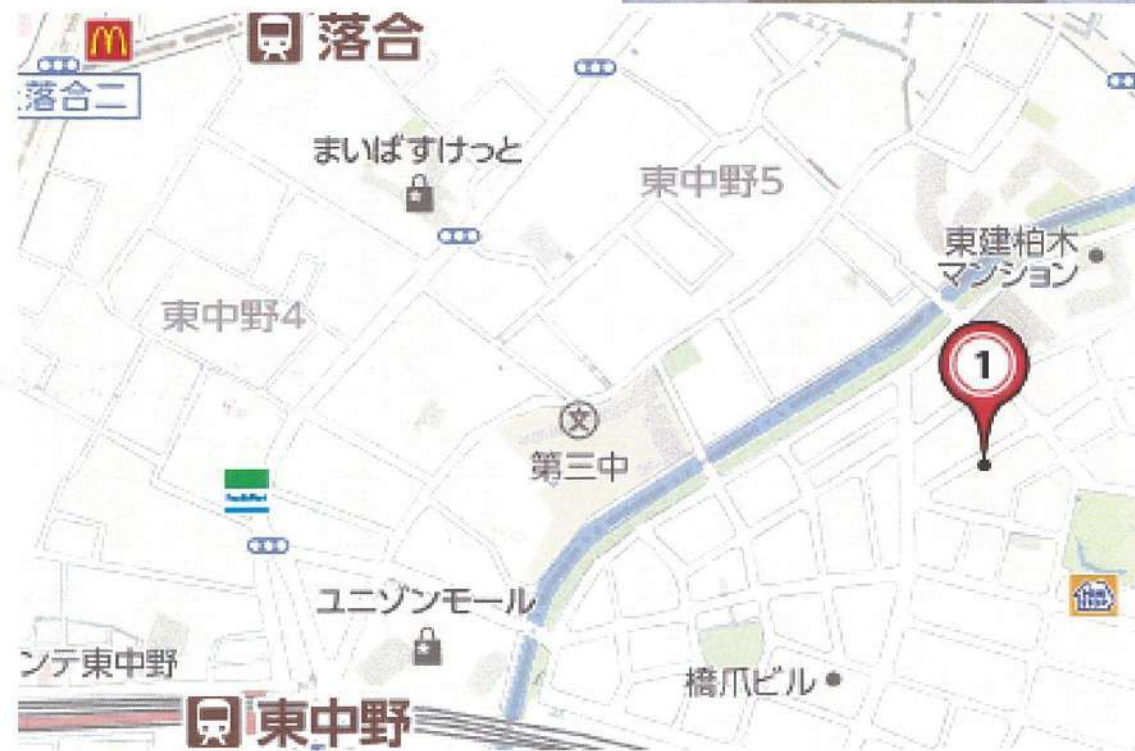 落合
落合二
まいばすけっと
東中野5
東建柏木
マンション
東中野4
1
文
第三中
FamilyMart
ユニゾンモール
ンテ東中野
橋爪ビル
東中野